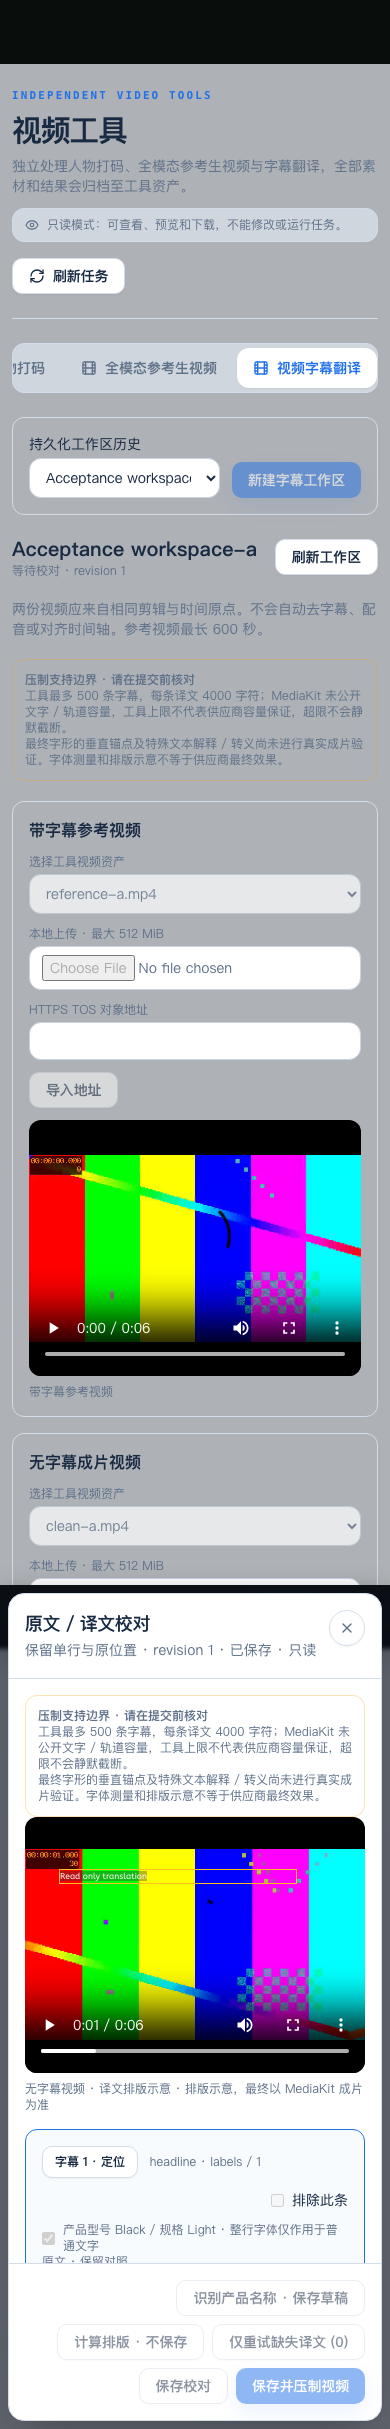 INDEPENDENT VIDEO TOOLS
视频工具
独立处理人物打码、全模态参考生视频与字幕翻译，全部素
材和结果会归档至工具资产。
只读模式：可查看、预览和下载，不能修改或运行任务。
刷新任务
打码
全模态参考生视频
视频字幕翻译
持久化工作区历史
Acceptance workspac
新建字幕工作区
Acceptance workspace-a
等待校对 · revision 1
刷新工作区
两份视频应来自相同剪辑与时间原点。不会自动去字幕、配
音或对齐时间轴。参考视频最长 600 秒。
压制支持边界 · 请在提交前核对
工具最多 500 条字幕，每条译文 4000 字符；MediaKit 未公开
文字 / 轨道容量，工具上限不代表供应商容量保证，超限不会静
默截断。
最终字形的垂直锚点及特殊文本解释 / 转义尚未进行真实成片验
证。字体测量和排版示意不等于供应商最终效果。
带字幕参考视频
选择工具视频资产
reference-a.mp4
本地上传 · 最大 512 MiB
Choose File No file chosen
HTTPS TOS 对象地址
导入地址
00:00:00.000
0
0:00 / 0:06
带字幕参考视频
无字幕成片视频
选择工具视频资产
clean-a.mp4
本地上传 · 最大 512 MiB
原文 / 译文校对
保留单行与原位置 · revision 1 · 已保存 · 只读
压制支持边界 · 请在提交前核对
工具最多 500 条字幕，每条译文 4000 字符；MediaKit 未
公开文字 / 轨道容量，工具上限不代表供应商容量保证，超
限不会静默截断。
最终字形的垂直锚点及特殊文本解释 / 转义尚未进行真实成
片验证。字体测量和排版示意不等于供应商最终效果。
00:00:01.000
30
Read only translation
0:01 / 0:06
无字幕视频 · 译文排版示意 · 排版示意，最终以 MediaKit 成片
为准
字幕 1 · 定位
headline · labels / 1
排除此条
产品型号 Black / 规格 Light · 整行字体仅作用于普
通文字
原文 · 保留对照
识别产品名称 · 保存草稿
计算排版 · 不保存
仅重试缺失译文 (0)
保存校对
保存并压制视频